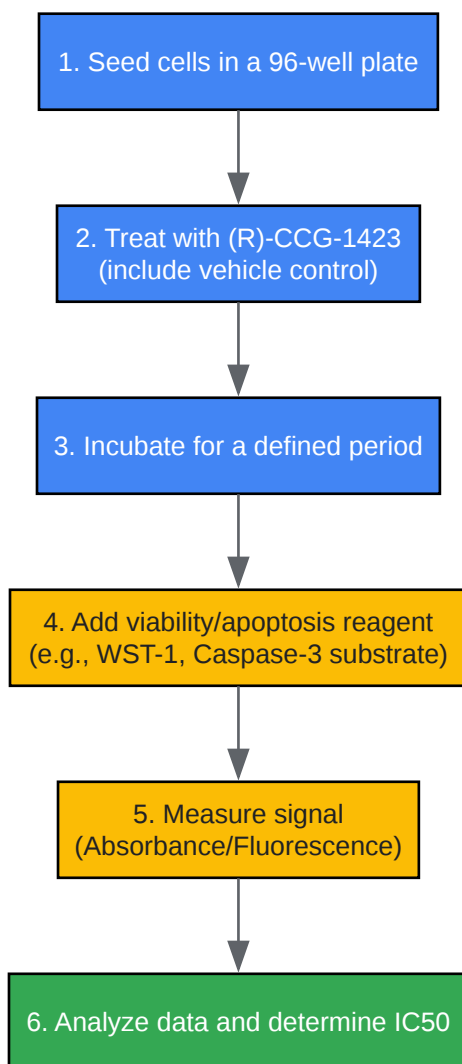 1. Seed cells in a 96-well plate
2. Treat with (R)-CCG-1423
(include vehicle control)
3. Incubate for a defined period
4. Add viability/apoptosis reagent
(e.g., WST-1, Caspase-3 substrate)
5. Measure signal
(Absorbance/Fluorescence)
6. Analyze data and determine IC50